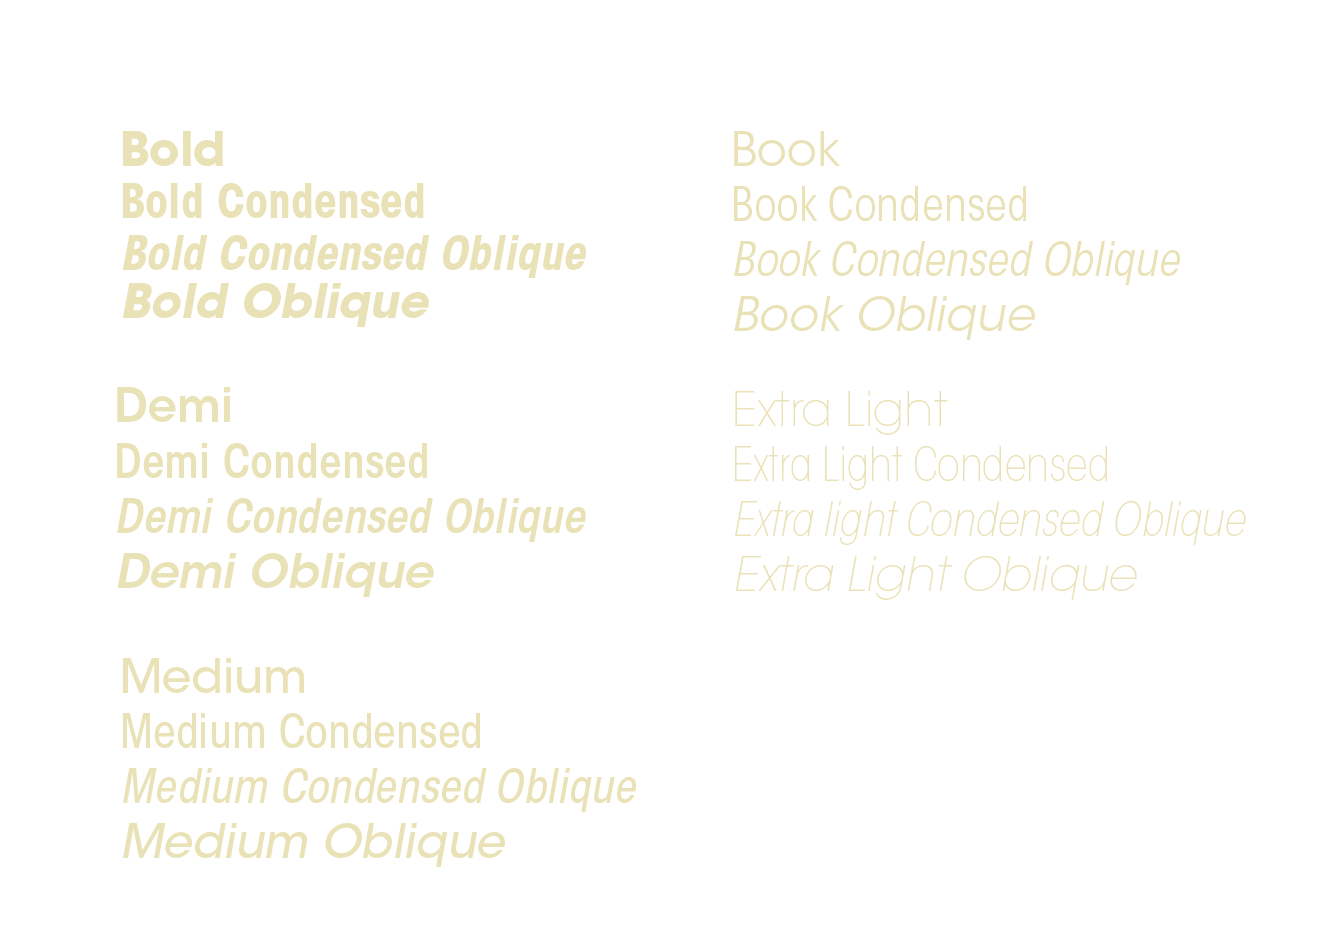 Bold
Bold Condensed
Bold Condensed Oblique
Bold Oblique
Demi
Demi Condensed
Demi Condensed Oblique
Demi Oblique
Medium
Medium Condensed
Medium Condensed Oblique
Medium Oblique
Book
Book Condensed
Book Condensed Oblique
Book Oblique
Extra Light
Extra Light Condensed
Extra light Condensed Oblique
Extra Light Oblique